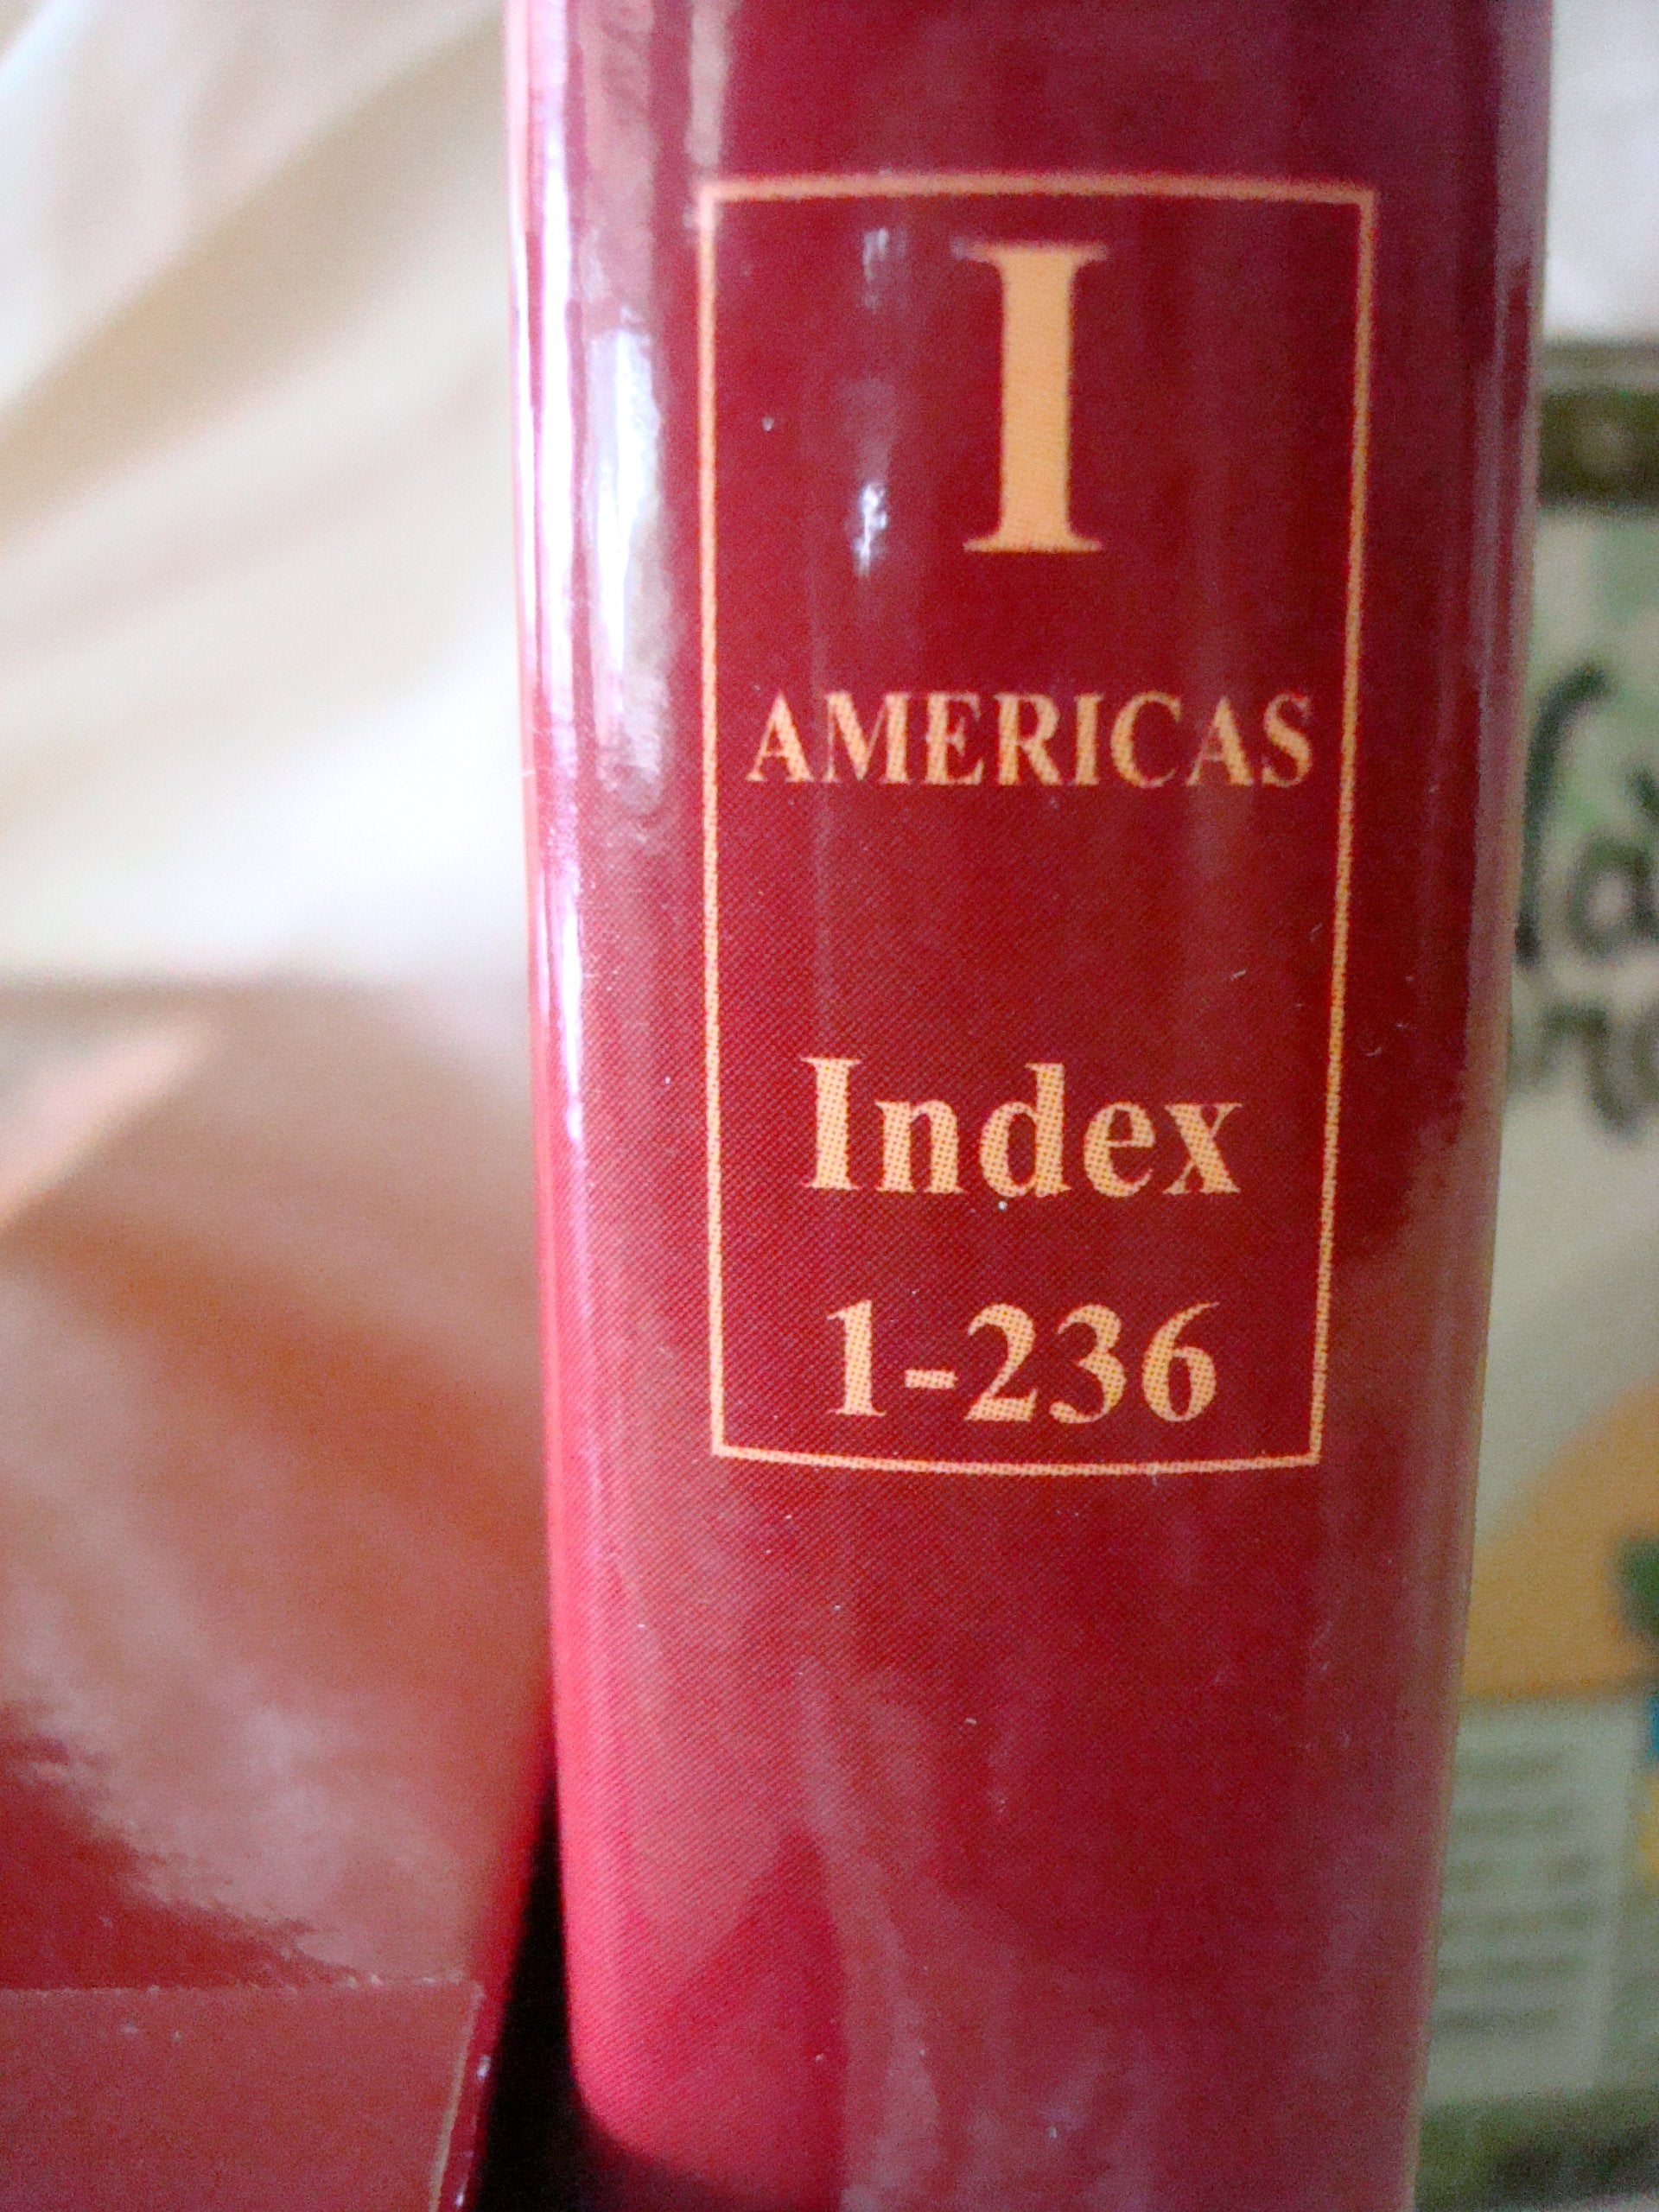 I
AMERICAS
Index
1-236